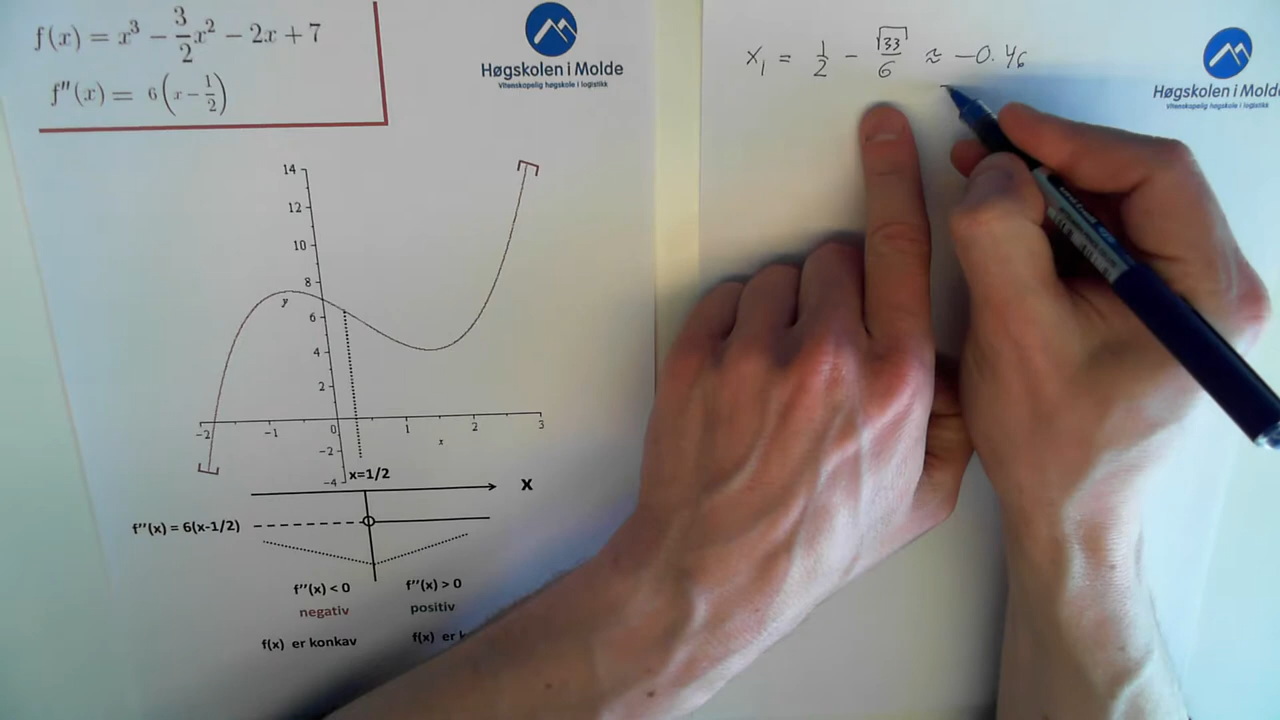 f(x) = x³ − 3/2 x² − 2x + 7
f''(x) = 6(x − 1/2)
Høgskolen i Molde
Vitenskapelig høgskole i logistikk
14
12
10
8
y
6
4
2
-2 -1 0 1 2 3
x
-2
-4
x=1/2
x
f''(x) = 6(x-1/2)
f''(x) < 0 f''(x) > 0
negativ positiv
f(x) er konkav f(x) er
x₁ = 1/2 − √33/6 ≈ −0.46
Høgskolen i Molde
Vitenskapelig høgskole i logistikk